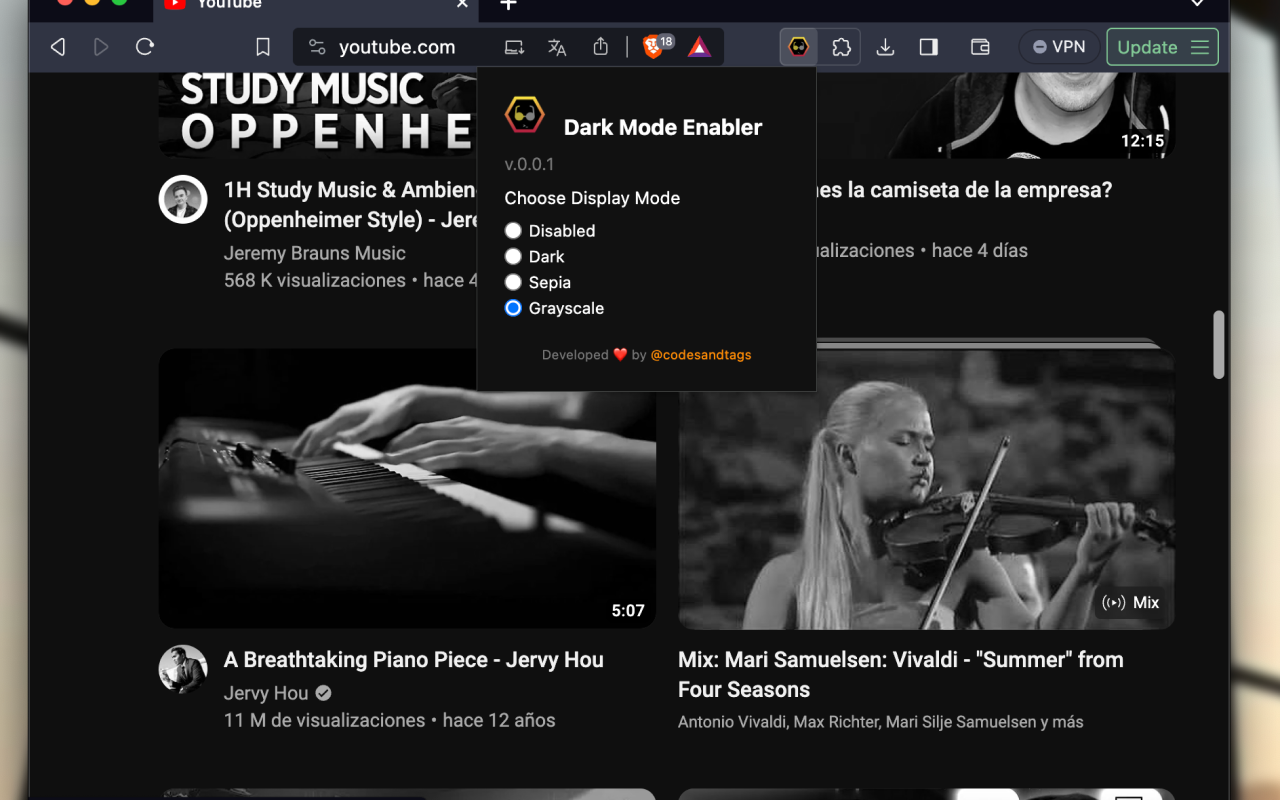 YouTube
youtube.com
18
VPN
Update
STUDY MUSIC
OPPENHE
12:15
1H Study Music & Ambien
(Oppenheimer Style) - Jere
Jeremy Brauns Music
568 K visualizaciones • hace 4
Dark Mode Enabler
v.0.0.1
Choose Display Mode
Disabled
Dark
Sepia
Grayscale
Developed ❤️ by @codesandtags
es la camiseta de la empresa?
alizaciones • hace 4 días
5:07
Mix
A Breathtaking Piano Piece - Jervy Hou
Jervy Hou
11 M de visualizaciones • hace 12 años
Mix: Mari Samuelsen: Vivaldi - "Summer" from
Four Seasons
Antonio Vivaldi, Max Richter, Mari Silje Samuelsen y más